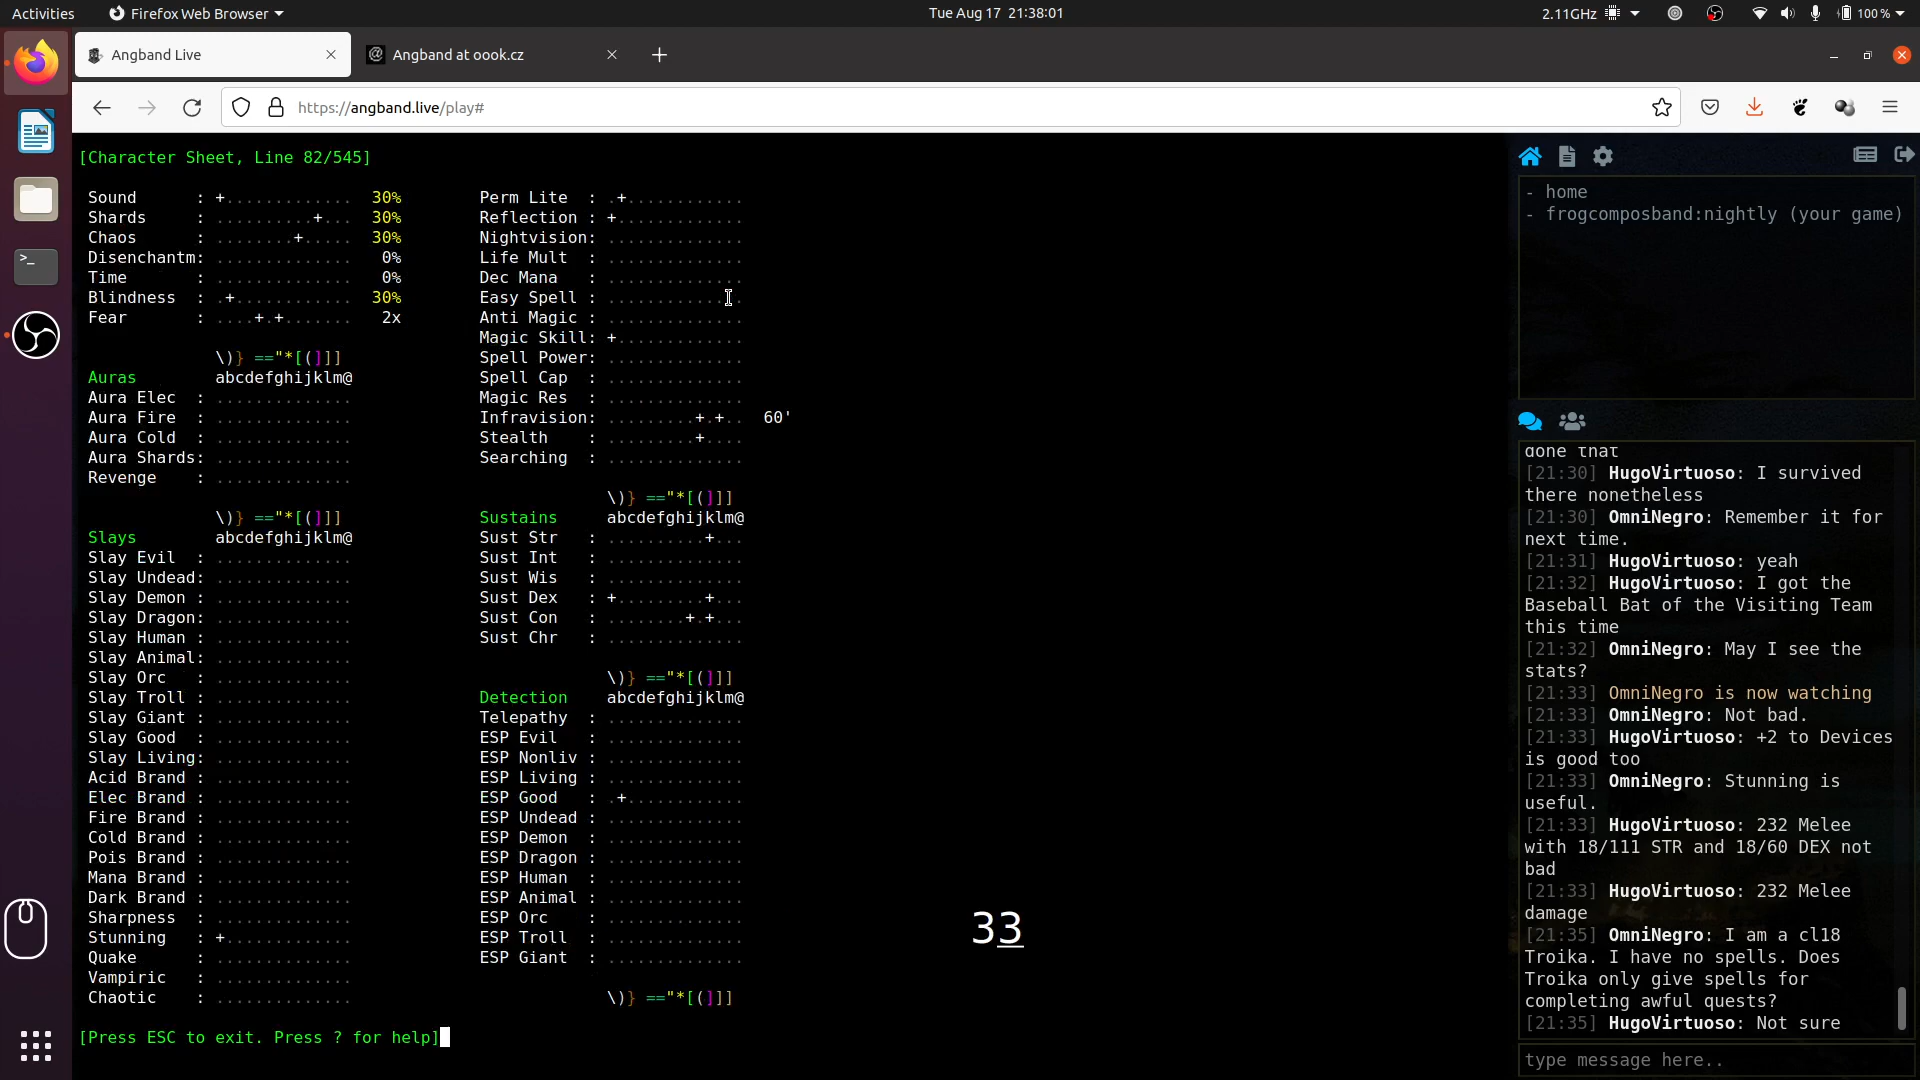 Activities
Firefox Web Browser
Tue Aug 17 21:38:01
2.11GHz
100 %
Angband Live
@ Angband at oook.cz
https://angband.live/play#
[Character Sheet, Line 82/545]
Sound : +............. 30% Perm Lite : .+............
Shards : ..........+... 30% Reflection : +.............
Chaos : ........+..... 30% Nightvision: ..............
Disenchantm: .............. 0% Life Mult : ..............
Time : .............. 0% Dec Mana : ..............
Blindness : .+............ 30% Easy Spell : ..............
Fear : ....+.+....... 2x Anti Magic : ..............
Magic Skill: +.............
\)} =="*[(]]] Spell Power: ..............
Auras abcdefghijklm@ Spell Cap : ..............
Aura Elec : .............. Magic Res : ..............
Aura Fire : .............. Infravision: .........+.+.. 60'
Aura Cold : .............. Stealth : .........+....
Aura Shards: .............. Searching : ..............
Revenge : ..............
\)} =="*[(]]]
\)} =="*[(]]] Sustains abcdefghijklm@
Slays abcdefghijklm@ Sust Str : ..........+...
Slay Evil : .............. Sust Int : ..............
Slay Undead: .............. Sust Wis : ..............
Slay Demon : .............. Sust Dex : +.........+...
Slay Dragon: .............. Sust Con : ........+.+...
Slay Human : .............. Sust Chr : ..............
Slay Animal: ..............
Slay Orc : .............. \)} =="*[(]]]
Slay Troll : .............. Detection abcdefghijklm@
Slay Giant : .............. Telepathy : ..............
Slay Good : .............. ESP Evil : ..............
Slay Living: .............. ESP Nonliv : ..............
Acid Brand : .............. ESP Living : ..............
Elec Brand : .............. ESP Good : .+............
Fire Brand : .............. ESP Undead : ..............
Cold Brand : .............. ESP Demon : ..............
Pois Brand : .............. ESP Dragon : ..............
Mana Brand : .............. ESP Human : ..............
Dark Brand : .............. ESP Animal : ..............
Sharpness : .............. ESP Orc : ..............
Stunning : +............. ESP Troll : ..............
Quake : .............. ESP Giant : ..............
Vampiric : ..............
Chaotic : .............. \)} =="*[(]]]
[Press ESC to exit. Press ? for help]
33
- home
- frogcomposband:nightly (your game)
done that
[21:30] HugoVirtuoso: I survived
there nonetheless
[21:30] OmniNegro: Remember it for
next time.
[21:31] HugoVirtuoso: yeah
[21:32] HugoVirtuoso: I got the
Baseball Bat of the Visiting Team
this time
[21:32] OmniNegro: May I see the
stats?
[21:33] OmniNegro is now watching
[21:33] OmniNegro: Not bad.
[21:33] HugoVirtuoso: +2 to Devices
is good too
[21:33] OmniNegro: Stunning is
useful.
[21:33] HugoVirtuoso: 232 Melee
with 18/111 STR and 18/60 DEX not
bad
[21:33] HugoVirtuoso: 232 Melee
damage
[21:35] OmniNegro: I am a cl18
Troika. I have no spells. Does
Troika only give spells for
completing awful quests?
[21:35] HugoVirtuoso: Not sure
type message here..